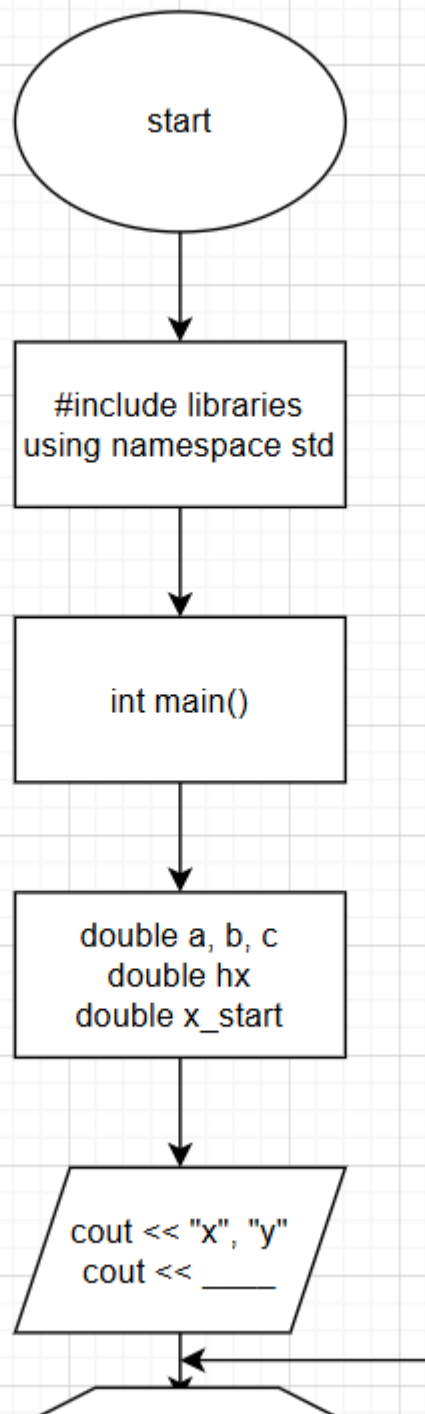 start
#include libraries
using namespace std
int main()
double a, b, c
double hx
double x_start
cout << "x", "y"
cout << ____